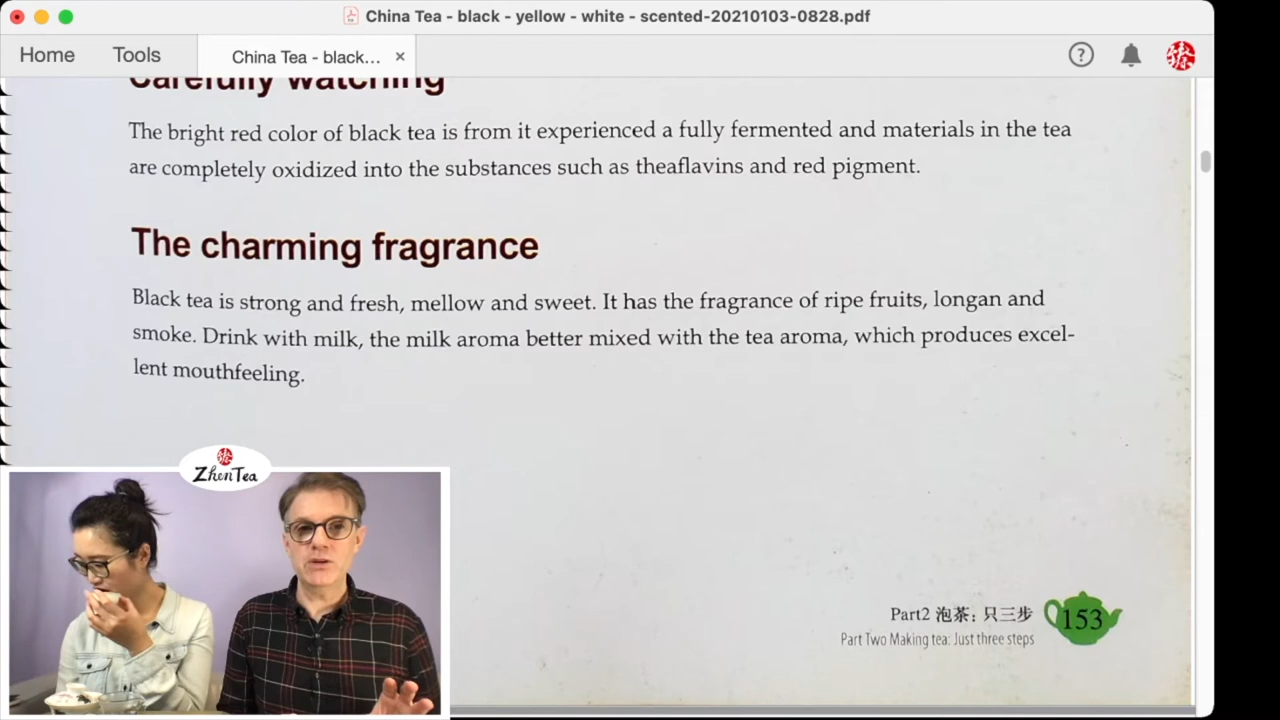 China Tea - black - yellow - white - scented-20210103-0828.pdf
Home Tools China Tea - black...
Carefully watching
The bright red color of black tea is from it experienced a fully fermented and materials in the tea
are completely oxidized into the substances such as theaflavins and red pigment.
The charming fragrance
Black tea is strong and fresh, mellow and sweet. It has the fragrance of ripe fruits, longan and
smoke. Drink with milk, the milk aroma better mixed with the tea aroma, which produces excel-
lent mouthfeeling.
ZhenTea
Part2 泡茶：只三步
Part Two Making tea: Just three steps
153